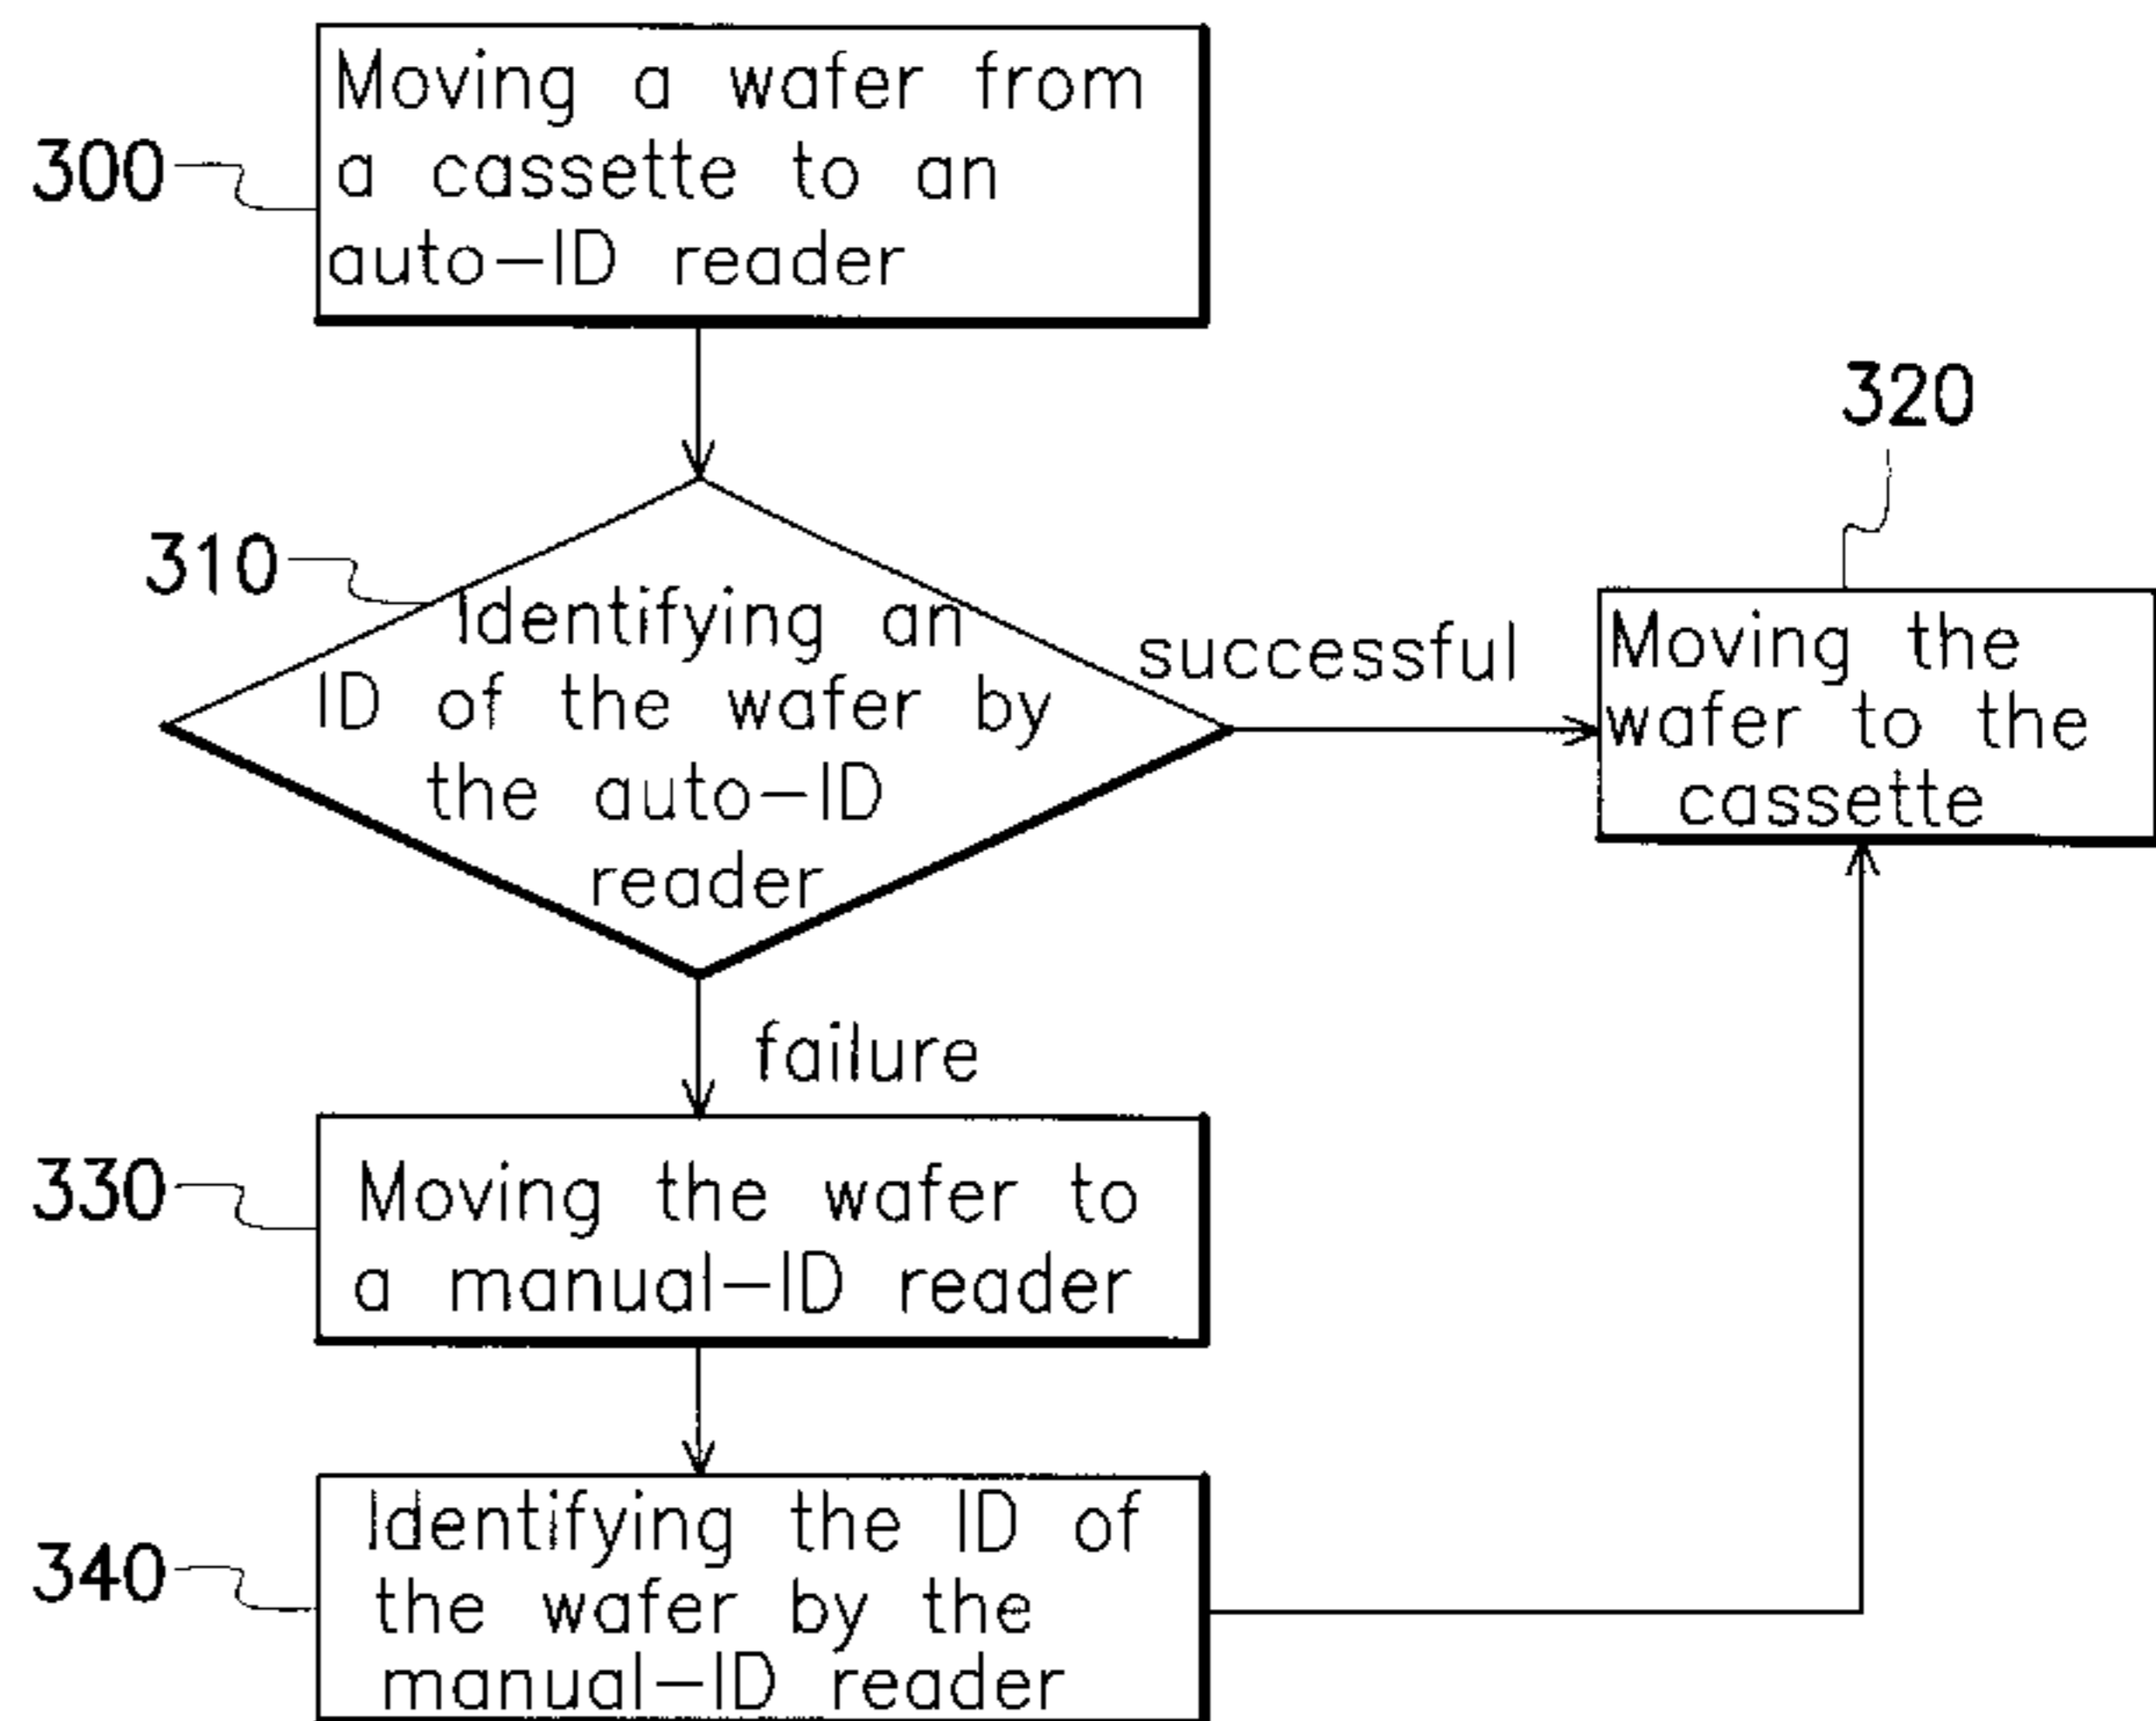 300
Moving a wafer from
a cassette to an
auto-ID reader
310
Identifying an
ID of the wafer by
the auto-ID
reader
successful
320
Moving the
wafer to the
cassette
failure
330
Moving the wafer to
a manual-ID reader
340
Identifying the ID of
the wafer by the
manual-ID reader